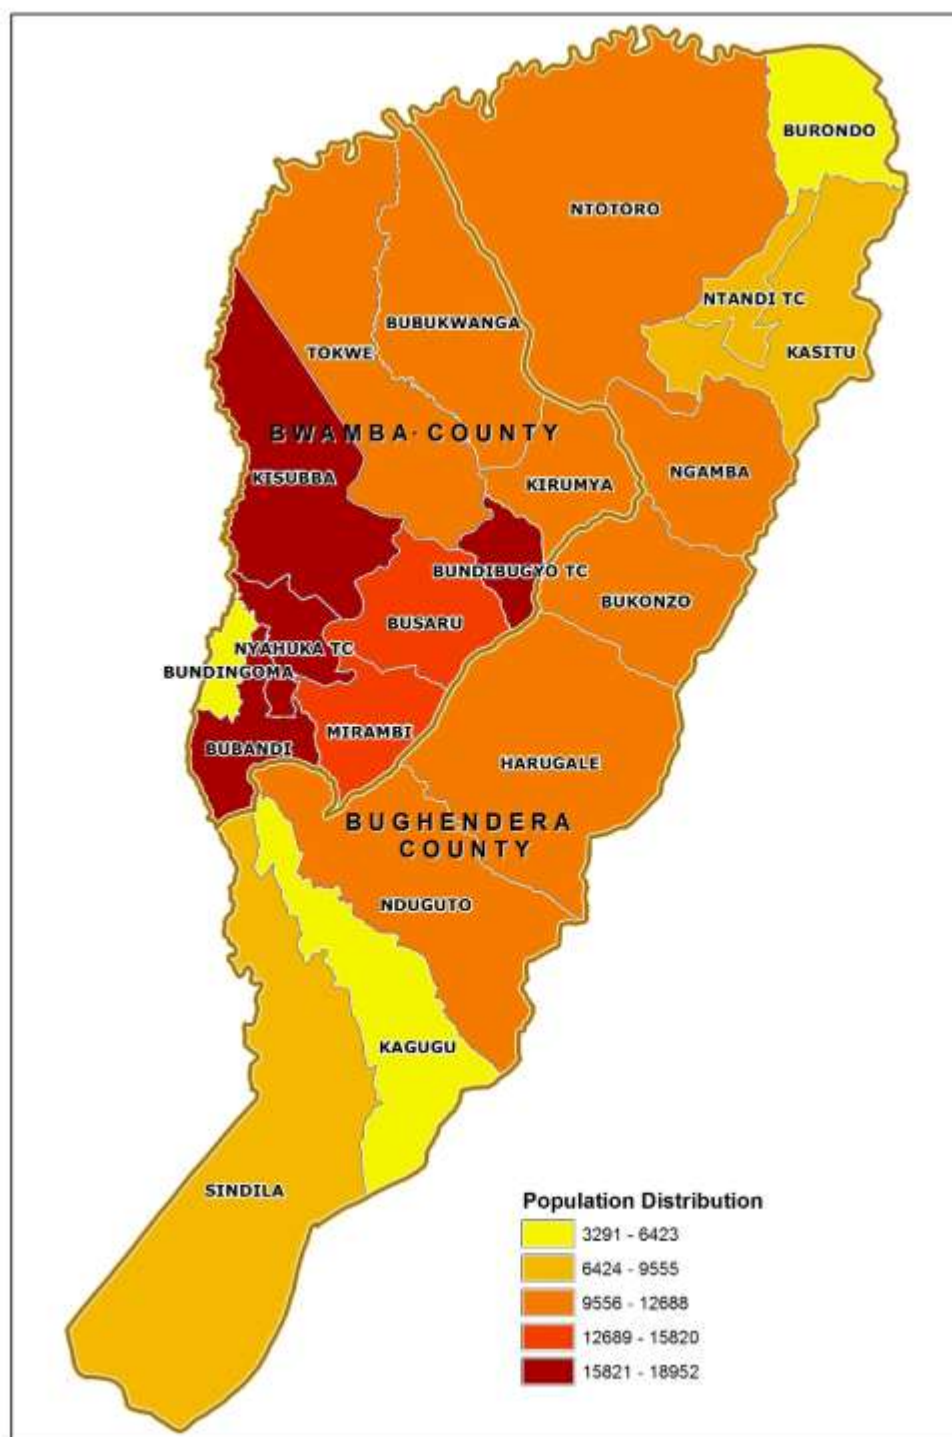 BURONDO
NTOTORO
NTANDI TC
BUBUKWANGA
TOKWE
KASITU
BWAMBA COUNTY
NGAMBA
KISUBBA
KIRUMYA
BUNDIBUGYO TC
BUKONZO
BUSARU
NYAHUKA TC
BUNDINGOMA
MIRAMBI
BUBANDI
HARUGALE
BUGHENDERA
COUNTY
NDUGUTO
KAGUGU
SINDILA
Population Distribution
3291 - 6423
6424 - 9555
9556 - 12688
12689 - 15820
15821 - 18952